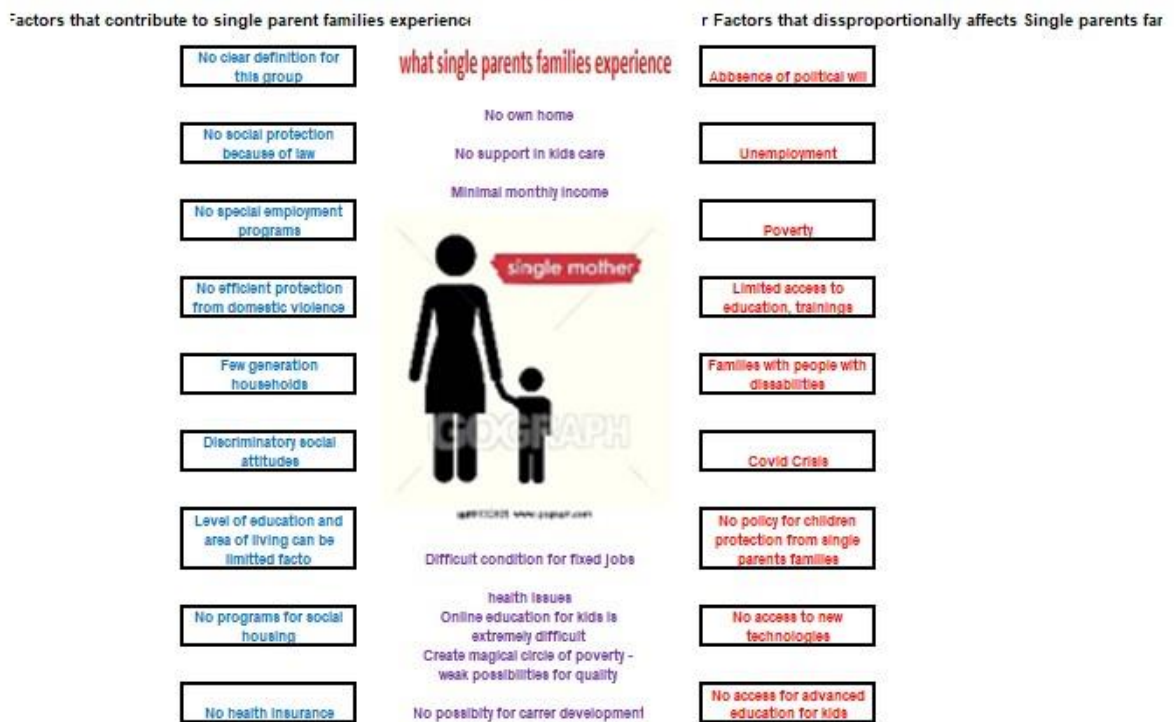 Factors that contribute to single parent families experience
r Factors that dissproportionally affects Single parents far
No clear definition for
this group
No social protection
because of law
No special employment
programs
No efficient protection
from domestic violence
Few generation
households
Discriminatory social
attitudes
Level of education and
area of living can be
limitted facto
No programs for social
housing
No health insurance
what single parents families experience
No own home
No support in kids care
Minimal monthly income
single mother
GOGRAPH
www.gograph.com
Difficult condition for fixed jobs
health issues
Online education for kids is
extremely difficult
Create magical circle of poverty -
weak possibilities for quality
No possibity for carrer development
Abbsence of political will
Unemployment
Poverty
Limited access to
education, trainings
Families with people with
dissabilities
Covid Crisis
No policy for children
protection from single
parents families
No access to new
technologies
No access for advanced
education for kids